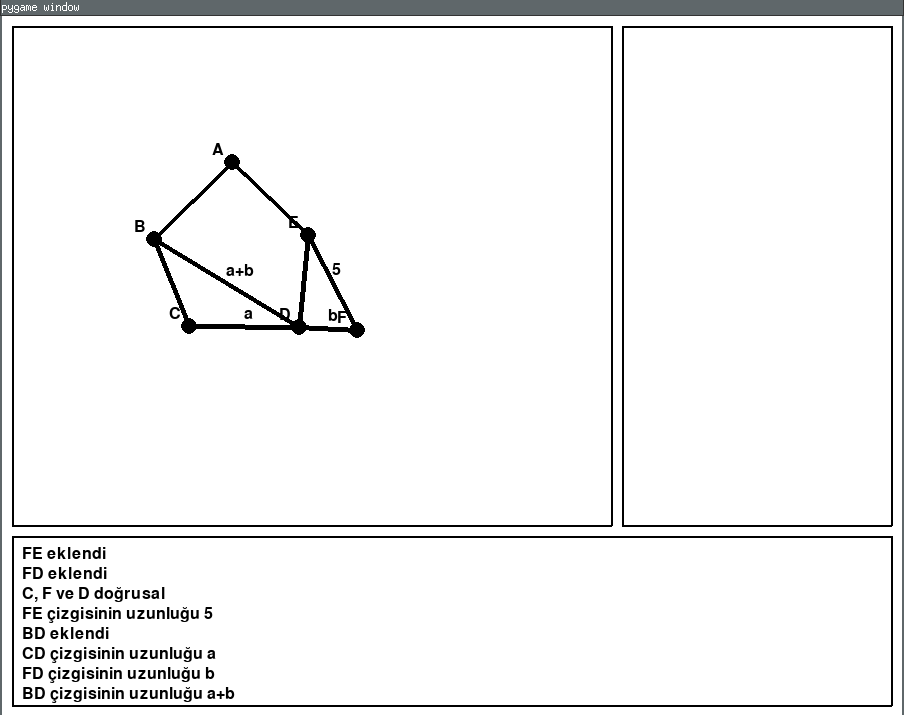 pygame window
A
B
E
a+b
5
C
a
D
b
F
FE eklendi
FD eklendi
C, F ve D doğrusal
FE çizgisinin uzunluğu 5
BD eklendi
CD çizgisinin uzunluğu a
FD çizgisinin uzunluğu b
BD çizgisinin uzunluğu a+b